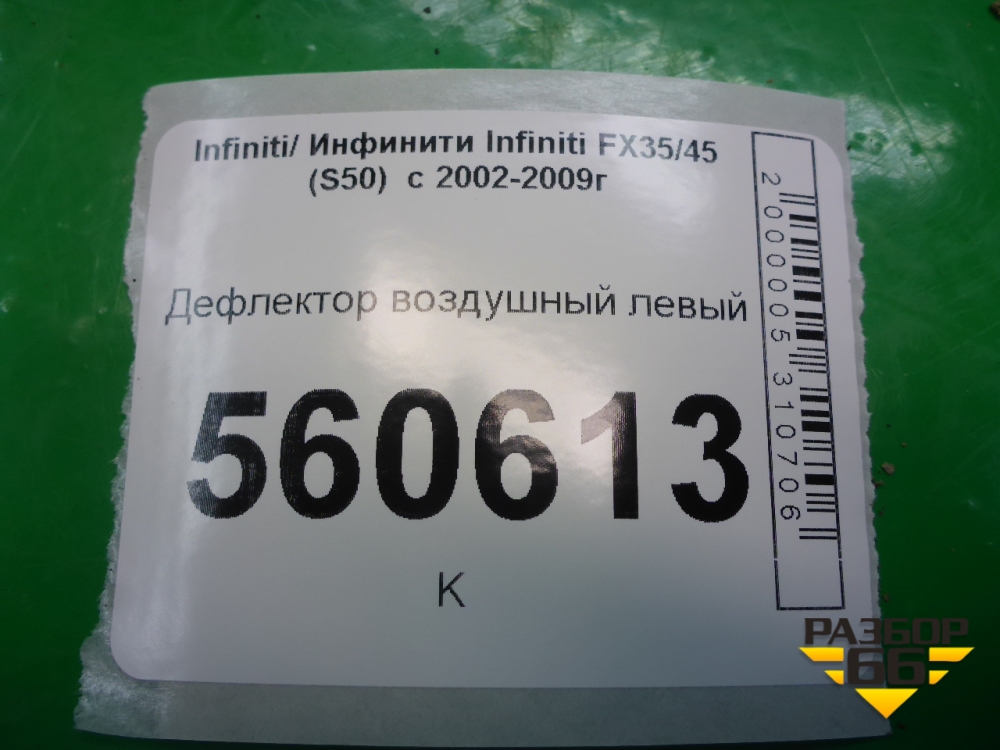 Infiniti/ Инфинити Infiniti FX35/45
(S50) с 2002-2009г
Дефлектор воздушный левый
560613
К
2000005310706
РАЗБОР
66